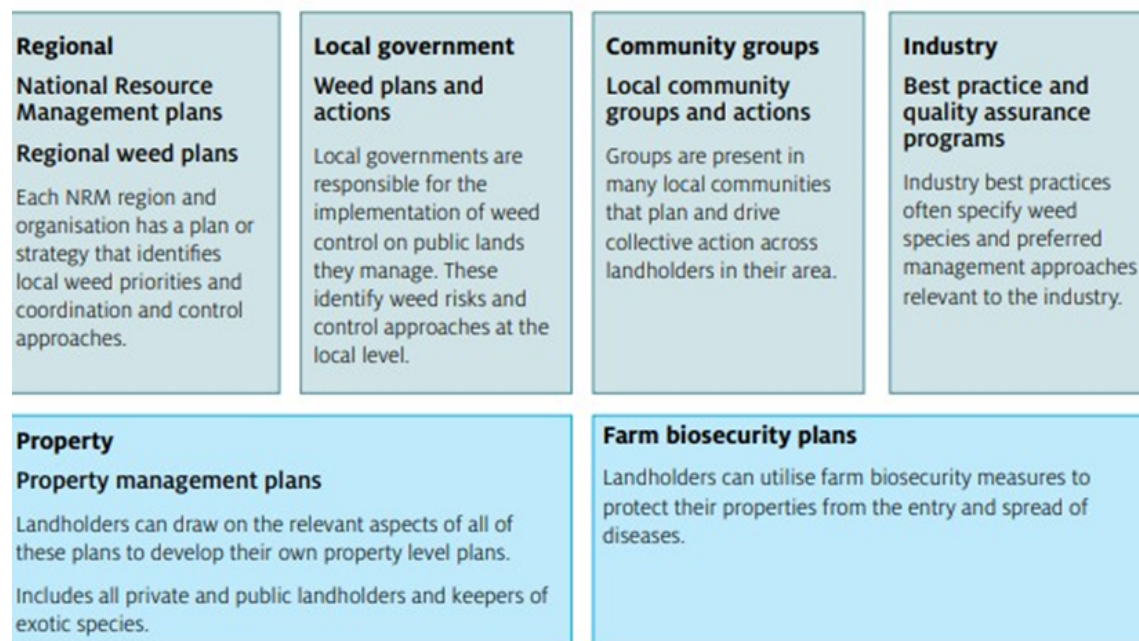 Regional
National Resource
Management plans
Regional weed plans
Each NRM region and
organisation has a plan or
strategy that identifies
local weed priorities and
coordination and control
approaches.
Local government
Weed plans and
actions
Local governments are
responsible for the
implementation of weed
control on public lands
they manage. These
identify weed risks and
control approaches at the
local level.
Community groups
Local community
groups and actions
Groups are present in
many local communities
that plan and drive
collective action across
landholders in their area.
Industry
Best practice and
quality assurance
programs
Industry best practices
often specify weed
species and preferred
management approaches
relevant to the industry.
Property
Property management plans
Landholders can draw on the relevant aspects of all of
these plans to develop their own property level plans.
Includes all private and public landholders and keepers of
exotic species.
Farm biosecurity plans
Landholders can utilise farm biosecurity measures to
protect their properties from the entry and spread of
diseases.